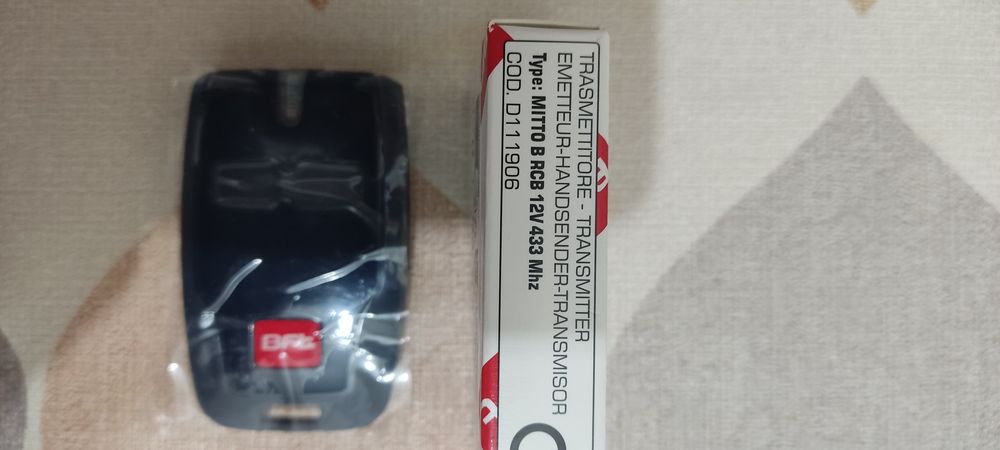 BFt
TRASMETTITORE - TRANSMITTER
EMETTEUR-HANDSENDER-TRANSMISOR
Type: MITTO B RCB 12V 433 Mhz
COD. D111906